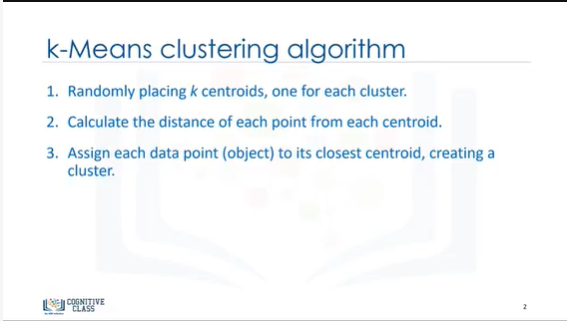 k-Means clustering algorithm
1. Randomly placing k centroids, one for each cluster.
2. Calculate the distance of each point from each centroid.
3. Assign each data point (object) to its closest centroid, creating a
cluster.
COGNITIVE
CLASS
2